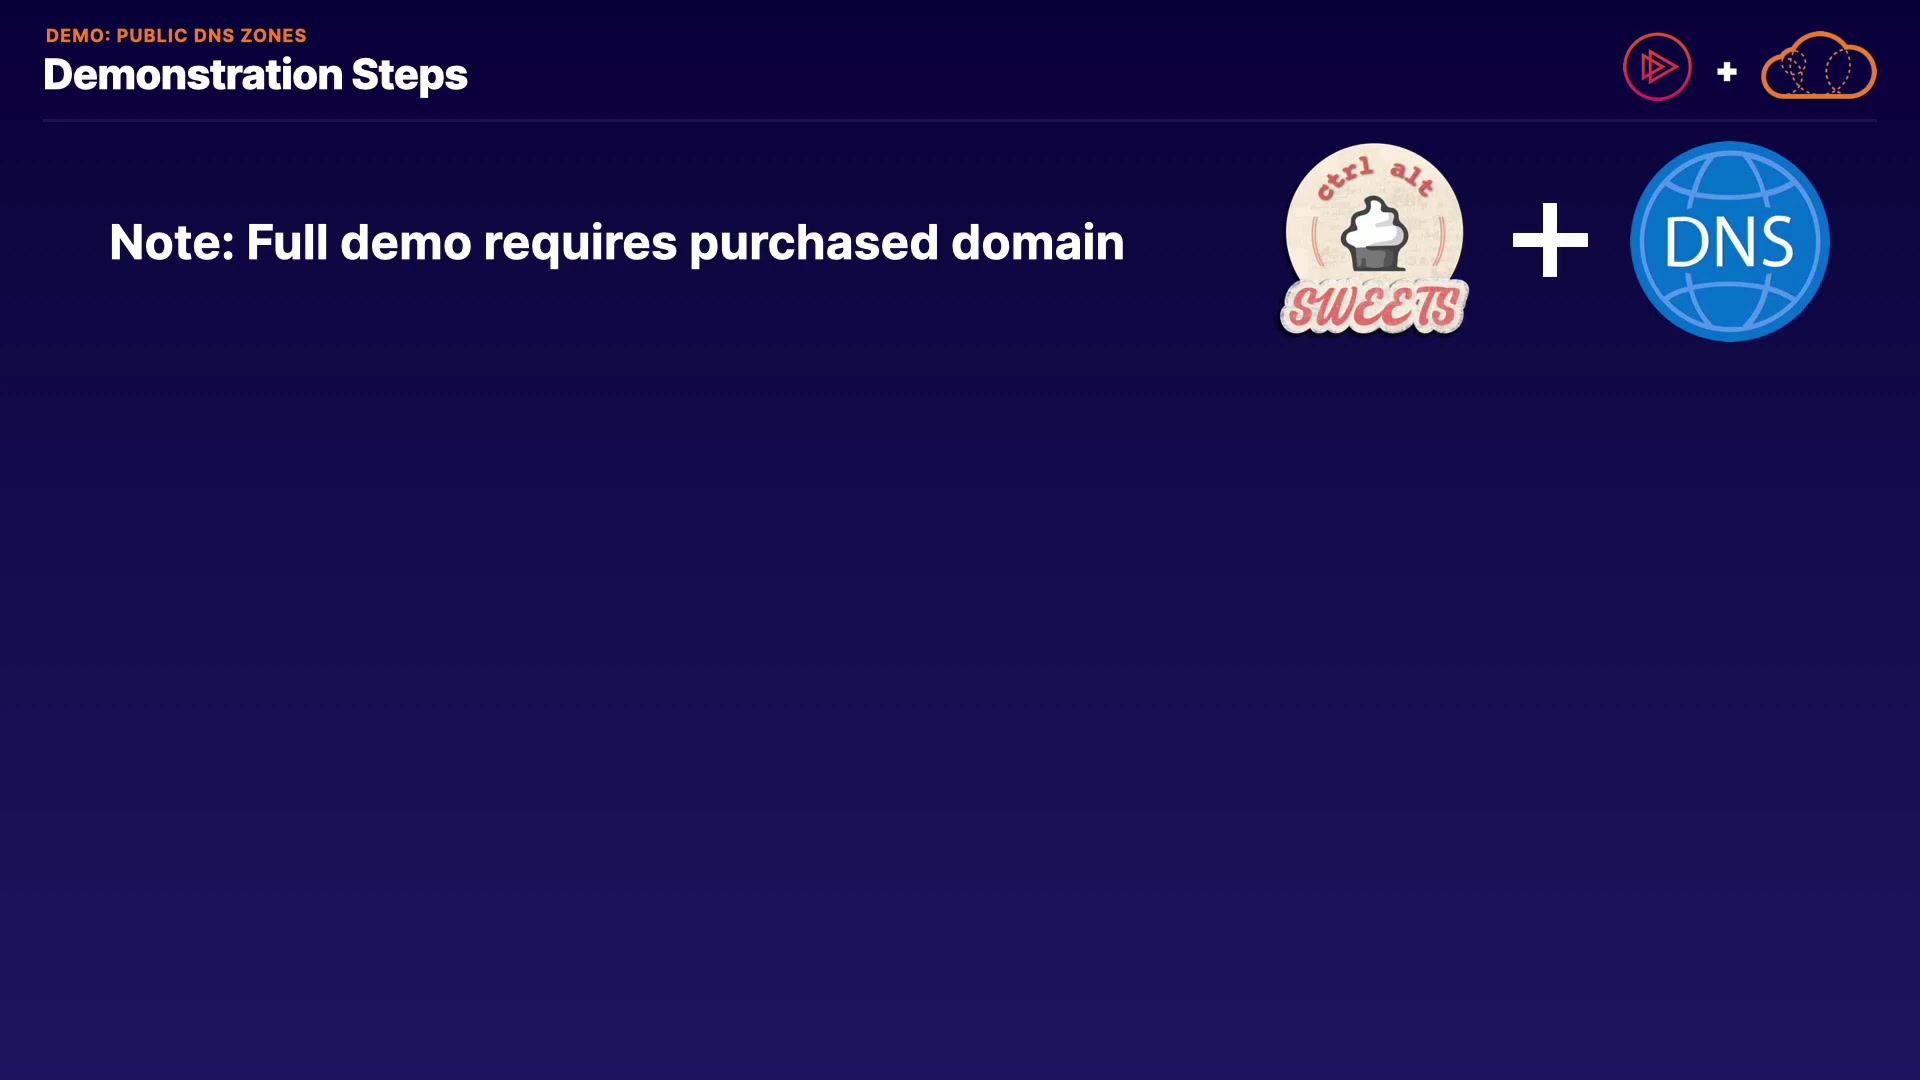 DEMO: PUBLIC DNS ZONES
Demonstration Steps
Note: Full demo requires purchased domain
ctrl alt
SWEETS
DNS